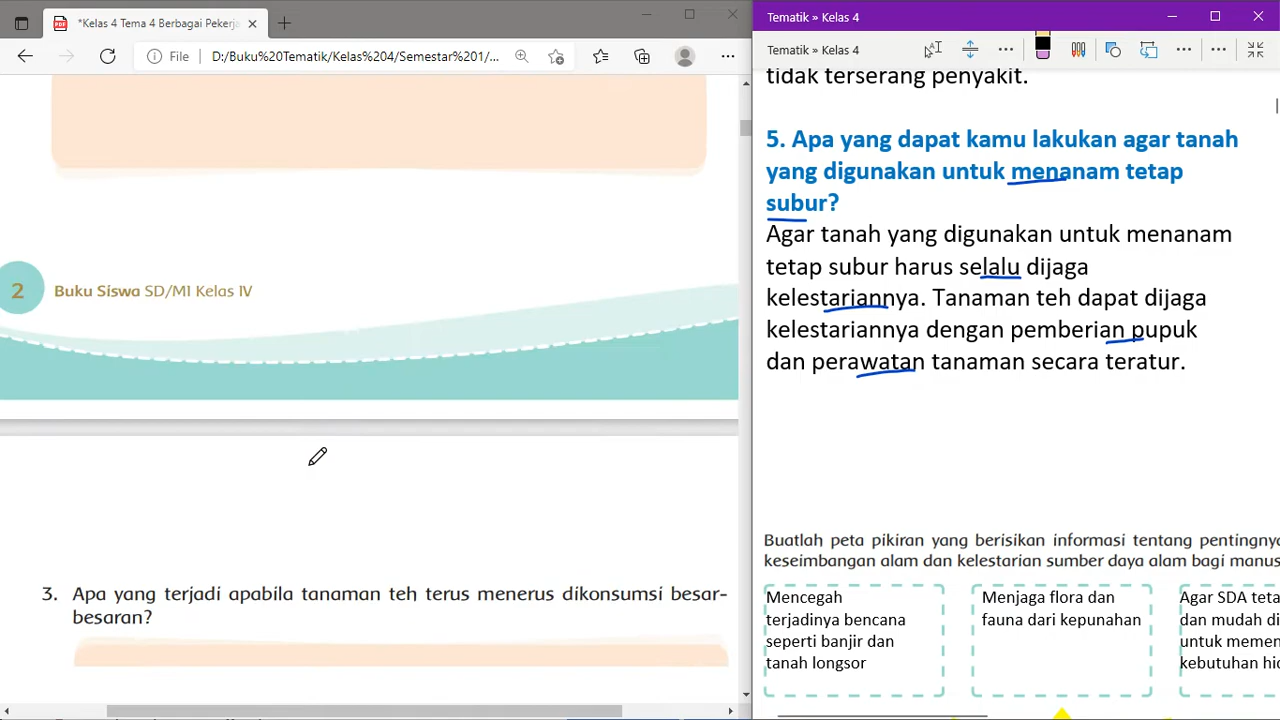 *Kelas 4 Tema 4 Berbagai Pekerj
File
D:/Buku%20Tematik/Kelas%204/Semestar%201/...
2
Buku Siswa SD/MI Kelas IV
3. Apa yang terjadi apabila tanaman teh terus menerus dikonsumsi besar-
besaran?
Tematik » Kelas 4
Tematik » Kelas 4
tidak terserang penyakit.
5. Apa yang dapat kamu lakukan agar tanah
yang digunakan untuk menanam tetap
subur?
Agar tanah yang digunakan untuk menanam
tetap subur harus selalu dijaga
kelestariannya. Tanaman teh dapat dijaga
kelestariannya dengan pemberian pupuk
dan perawatan tanaman secara teratur.
Buatlah peta pikiran yang berisikan informasi tentang pentingny
keseimbangan alam dan kelestarian sumber daya alam bagi manus
Mencegah
terjadinya bencana
seperti banjir dan
tanah longsor
Menjaga flora dan
fauna dari kepunahan
Agar SDA teta
dan mudah di
untuk memen
kebutuhan hid